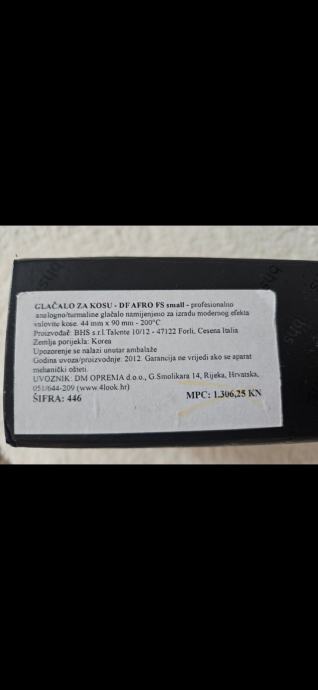 GLAČALO ZA KOSU - DF AFRO FS small - profesionalno
analogno/turmaline glačalo namijenjeno za izradu modernog efekta
valovite kose. 44 mm x 90 mm - 200°C
Proizvođač: BHS s.r.l. Talente 10/12 - 47122 Forli, Cesena Italia
Zemlja porijekla: Korea
Upozorenje se nalazi unutar ambalaže
Godina uvoza/proizvodnje: 2012. Garancija ne vrijedi ako se aparat
mehanički ošteti.
UVOZNIK: DM OPREMA d.o.o., G.Smolikara 14, Rijeka, Hrvatska,
051/644-209 (www.4look.hr)
ŠIFRA: 446 MPC: 1.306,25 KN